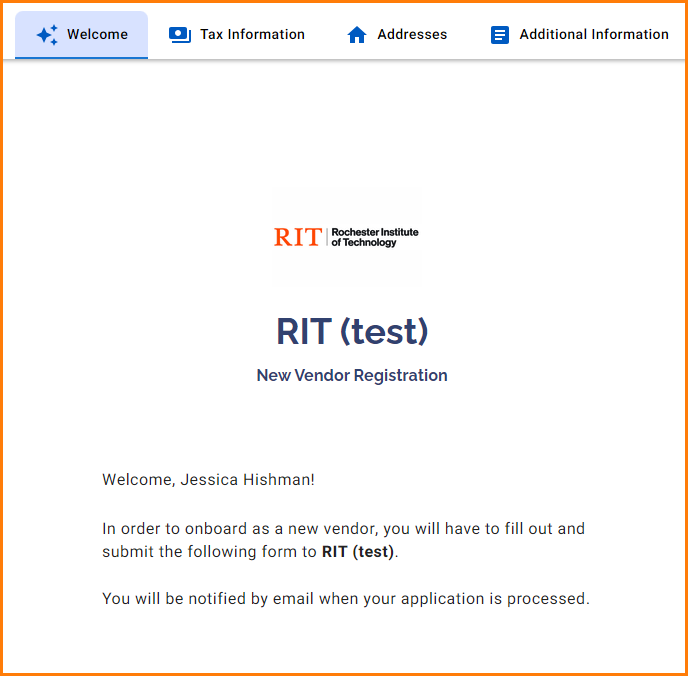 Welcome
Tax Information
Addresses
Additional Information
RIT
Rochester Institute
of Technology
RIT (test)
New Vendor Registration
Welcome, Jessica Hishman!
In order to onboard as a new vendor, you will have to fill out and
submit the following form to RIT (test).
You will be notified by email when your application is processed.